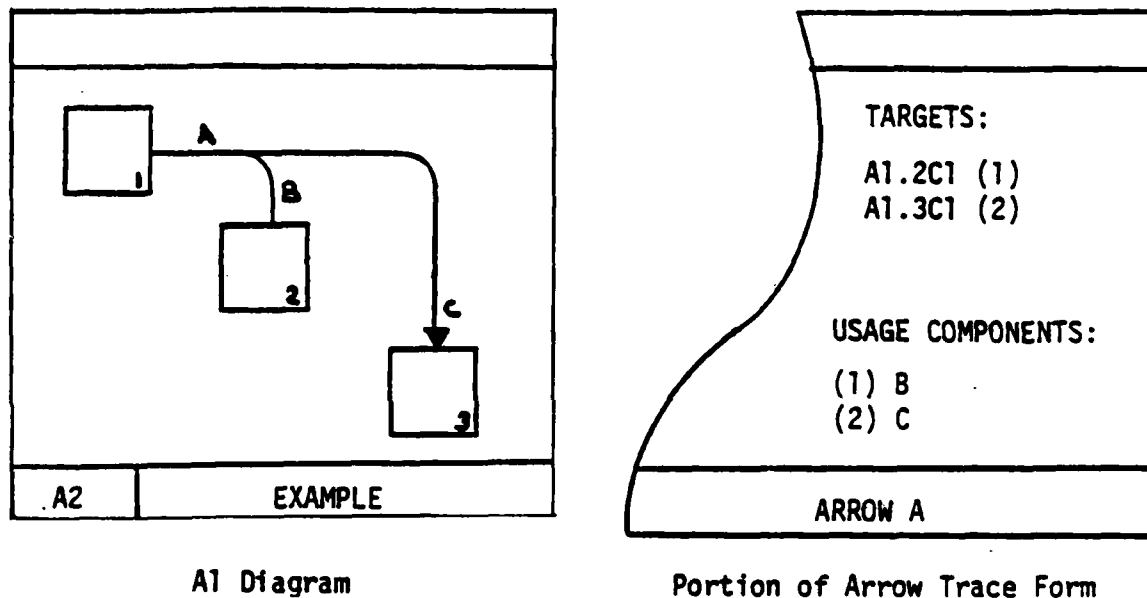 A
1
B
2
C
3
.A2
EXAMPLE
A1 Diagram
TARGETS:
A1.2C1 (1)
A1.3C1 (2)
USAGE COMPONENTS:
(1) B
(2) C
ARROW A
Portion of Arrow Trace Form